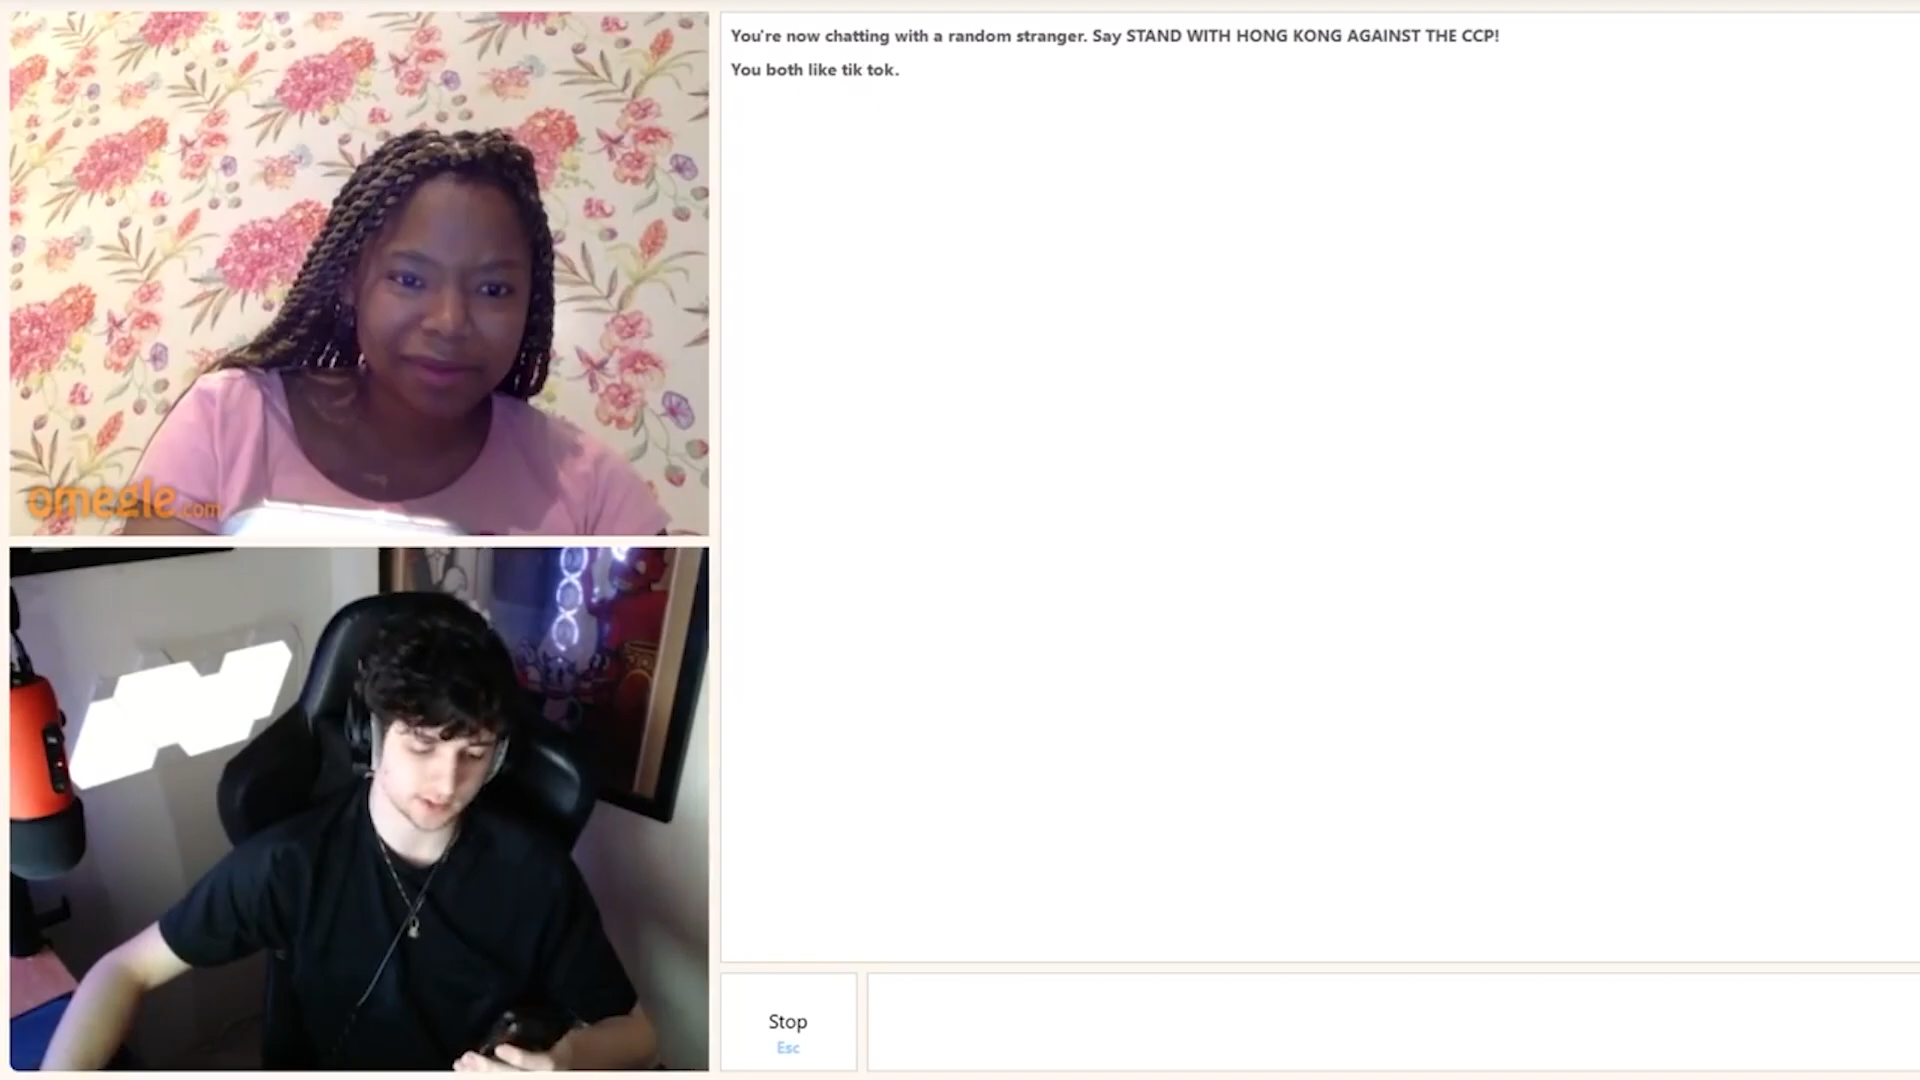 You're now chatting with a random stranger. Say STAND WITH HONG KONG AGAINST THE CCP!
You both like tik tok.
omegle.com
Stop
Esc